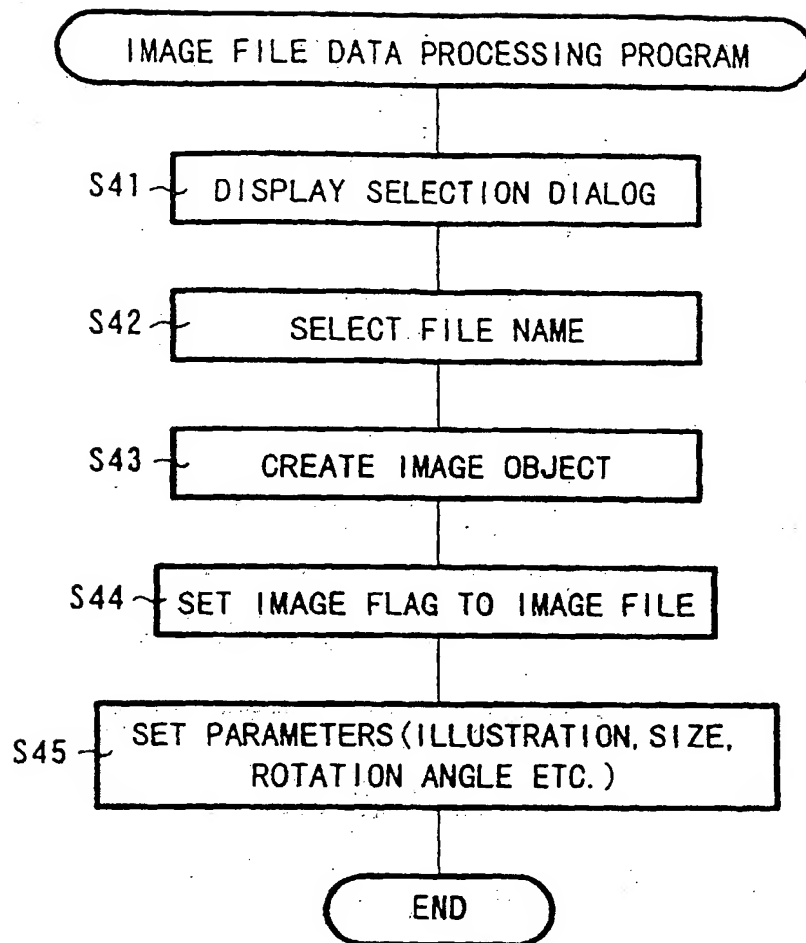 IMAGE FILE DATA PROCESSING PROGRAM
S41 DISPLAY SELECTION DIALOG
S42 SELECT FILE NAME
S43 CREATE IMAGE OBJECT
S44 SET IMAGE FLAG TO IMAGE FILE
S45 SET PARAMETERS(ILLUSTRATION, SIZE,
ROTATION ANGLE ETC.)
END